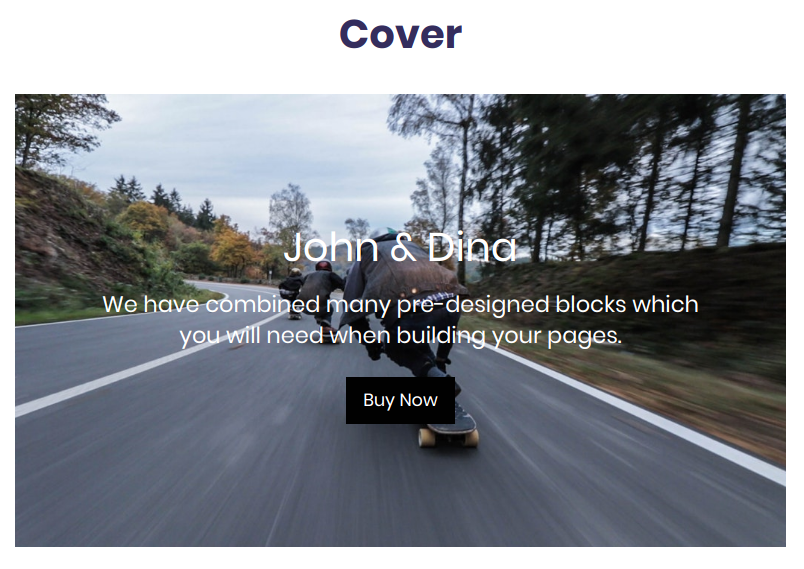 Cover
John & Dina
We have combined many pre-designed blocks which
you will need when building your pages.
Buy Now